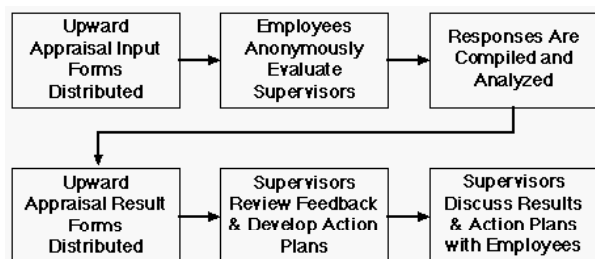 Upward
Appraisal Input
Forms
Distributed
Employees
Anonymously
Evaluate
Supervisors
Responses Are
Compiled and
Analyzed
Upward
Appraisal Result
Forms
Distributed
Supervisors
Review Feedback
& Develop Action
Plans
Supervisors
Discuss Results
& Action Plans
with Employees